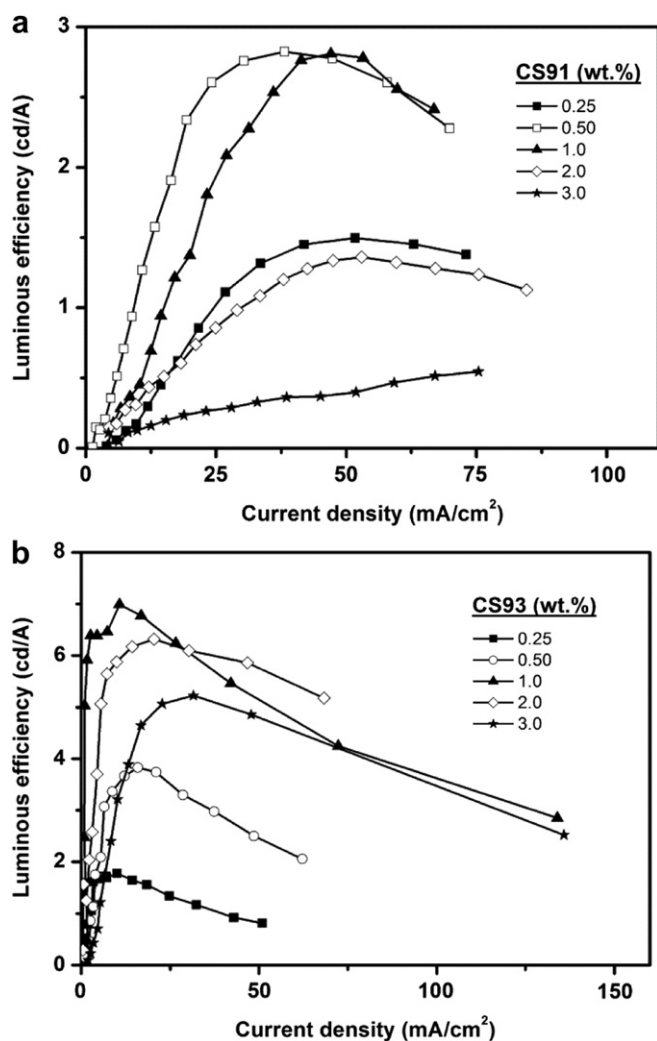 a
3
2
1
0
Luminous efficiency (cd/A)
CS91 (wt.%)
0.25
0.50
1.0
2.0
3.0
0 25 50 75 100
Current density (mA/cm²)
b
8
6
4
2
0
Luminous efficiency (cd/A)
CS93 (wt.%)
0.25
0.50
1.0
2.0
3.0
0 50 100 150
Current density (mA/cm²)